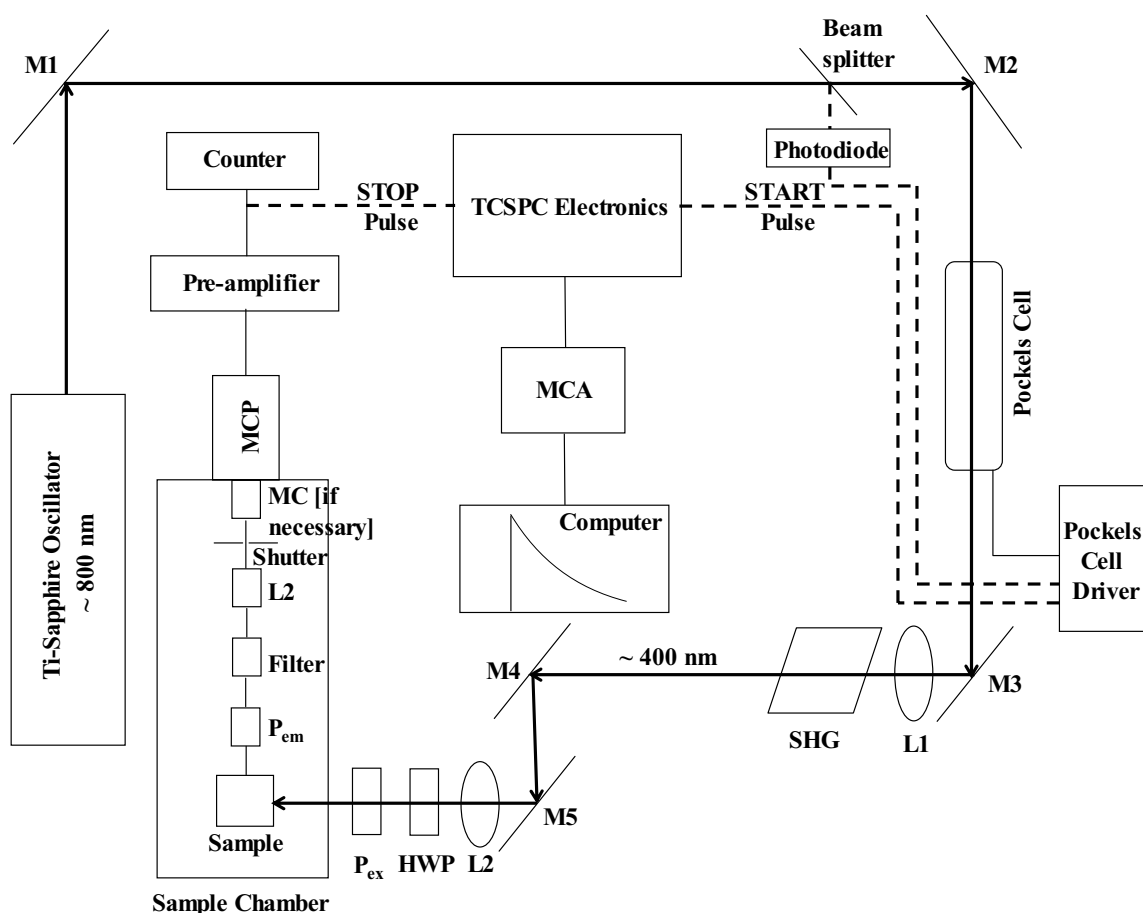 M1
Beam
splitter
M2
Counter
Photodiode
STOP
Pulse
TCSPC Electronics
START
Pulse
Pre-amplifier
Pockels Cell
MCP
MCA
Ti-Sapphire Oscillator
~ 800 nm
MC [if
necessary]
Shutter
Computer
Pockels
Cell
Driver
L2
Filter
P_em
M4
~ 400 nm
M3
SHG
L1
Sample
M5
P_ex
HWP
L2
Sample Chamber